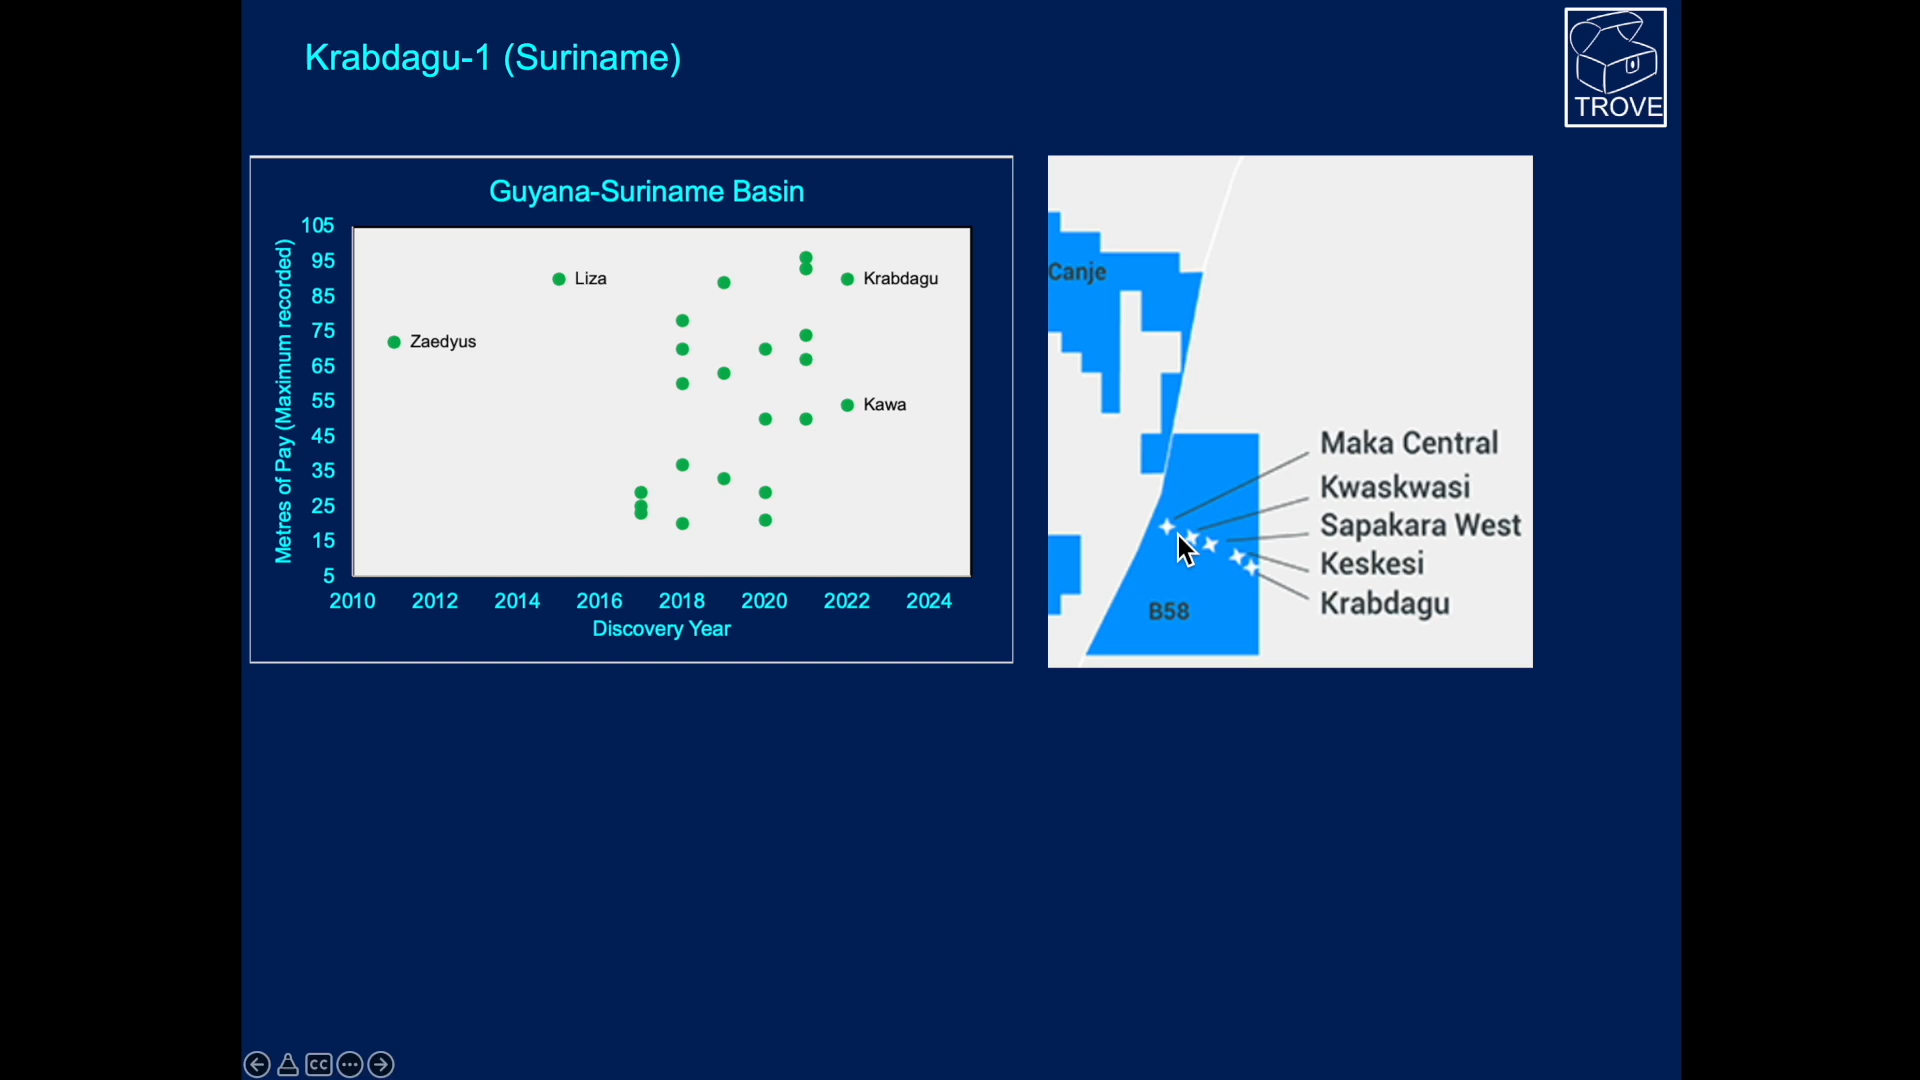 Krabdagu-1 (Suriname)
TROVE
Guyana-Suriname Basin
Metres of Pay (Maximum recorded)
105
95
85
75
65
55
45
35
25
15
5
Liza
Krabdagu
Zaedyus
Kawa
2010 2012 2014 2016 2018 2020 2022 2024
Discovery Year
Canje
Maka Central
Kwaskwasi
Sapakara West
Keskesi
Krabdagu
B58
CC